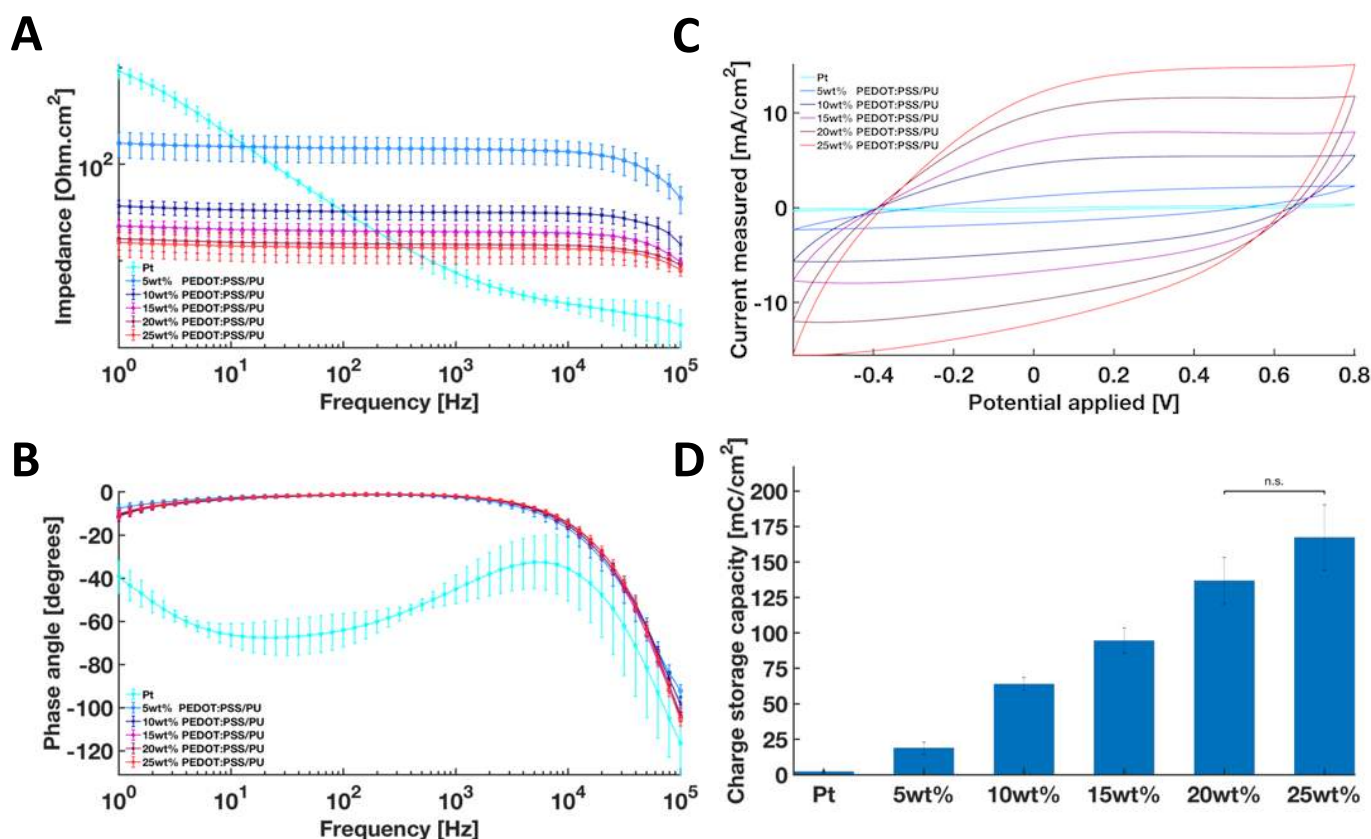 A
Impedance [Ohm.cm2]
10^2
Pt
5wt% PEDOT:PSS/PU
10wt% PEDOT:PSS/PU
15wt% PEDOT:PSS/PU
20wt% PEDOT:PSS/PU
25wt% PEDOT:PSS/PU
10^0 10^1 10^2 10^3 10^4 10^5
Frequency [Hz]
B
Phase angle [degrees]
0
-20
-40
-60
-80
-100
-120
Pt
5wt% PEDOT:PSS/PU
10wt% PEDOT:PSS/PU
15wt% PEDOT:PSS/PU
20wt% PEDOT:PSS/PU
25wt% PEDOT:PSS/PU
10^0 10^1 10^2 10^3 10^4 10^5
Frequency [Hz]
C
Current measured [mA/cm2]
10
0
-10
Pt
5wt% PEDOT:PSS/PU
10wt% PEDOT:PSS/PU
15wt% PEDOT:PSS/PU
20wt% PEDOT:PSS/PU
25wt% PEDOT:PSS/PU
-0.4 -0.2 0 0.2 0.4 0.6 0.8
Potential applied [V]
D
Charge storage capacity [mC/cm2]
200
175
150
125
100
75
50
25
0
n.s.
Pt 5wt% 10wt% 15wt% 20wt% 25wt%